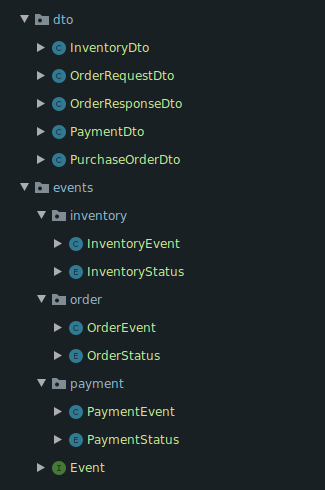 dto
C InventoryDto
C OrderRequestDto
C OrderResponseDto
C PaymentDto
C PurchaseOrderDto
events
inventory
C InventoryEvent
E InventoryStatus
order
C OrderEvent
E OrderStatus
payment
C PaymentEvent
E PaymentStatus
I Event